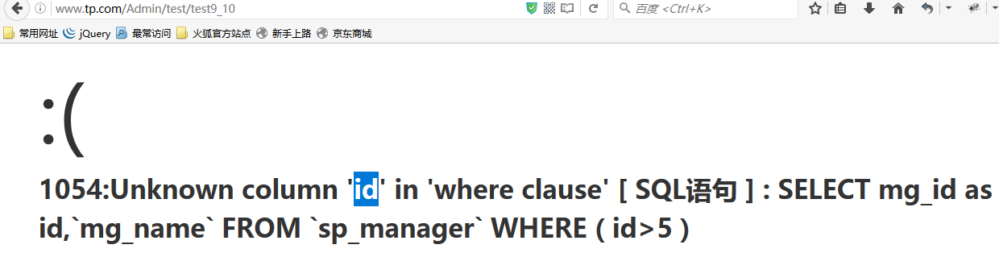 www.tp.com/Admin/test/test9_10
百度 <Ctrl+K>
常用网址 jQuery 最常访问 火狐官方站点 新手上路 京东商城
:(
1054:Unknown column 'id' in 'where clause' [ SQL语句 ] : SELECT mg_id as
id,`mg_name` FROM `sp_manager` WHERE ( id>5 )